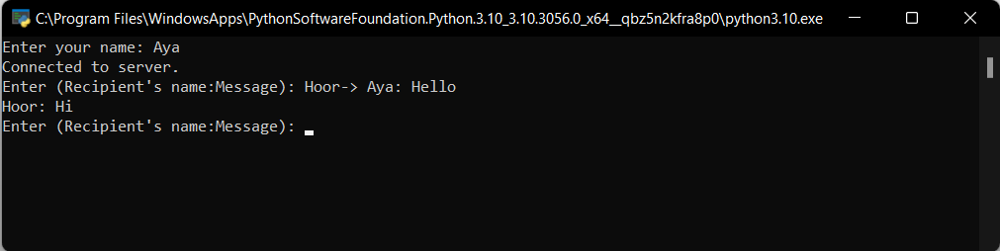 C:\Program Files\WindowsApps\PythonSoftwareFoundation.Python.3.10_3.10.3056.0_x64__qbz5n2kfra8p0\python3.10.exe
Enter your name: Aya
Connected to server.
Enter (Recipient's name:Message): Hoor-> Aya: Hello
Hoor: Hi
Enter (Recipient's name:Message):